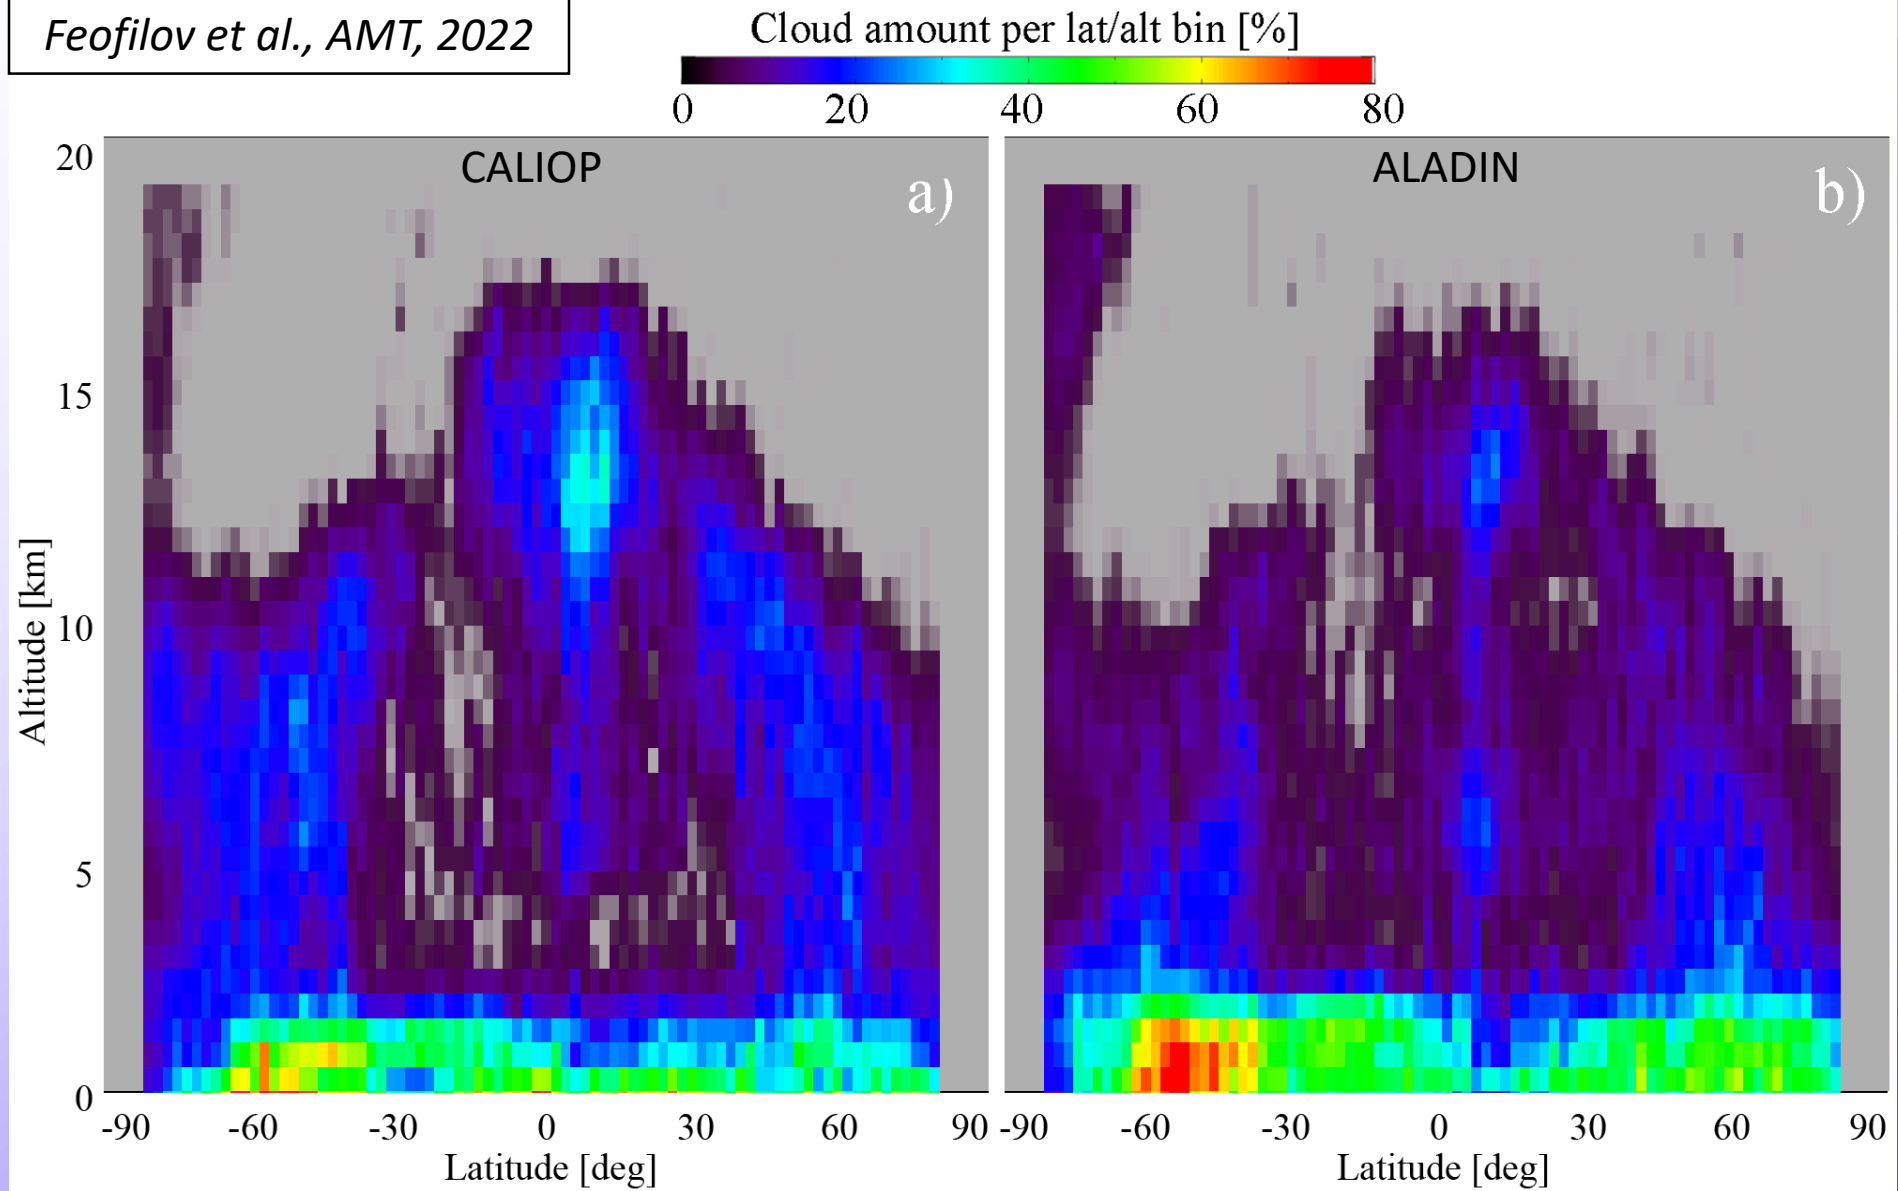 Feofilov et al., AMT, 2022
Cloud amount per lat/alt bin [%]
0 20 40 60 80
CALIOP
a)
ALADIN
b)
Altitude [km]
20
15
10
5
0
-90 -60 -30 0 30 60 90
Latitude [deg]
-90 -60 -30 0 30 60 90
Latitude [deg]